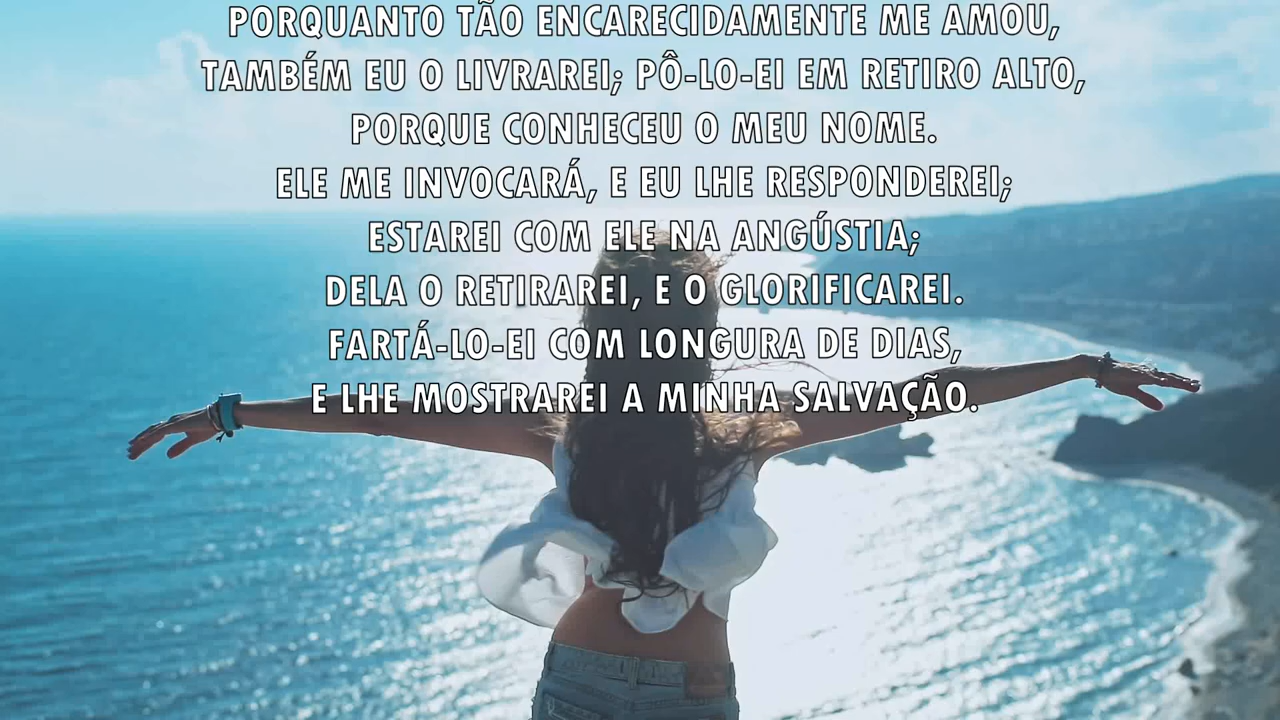 PORQUANTO TÃO ENCARECIDAMENTE ME AMOU,
TAMBÉM EU O LIVRAREI; PÔ-LO-EI EM RETIRO ALTO,
PORQUE CONHECEU O MEU NOME.
ELE ME INVOCARÁ, E EU LHE RESPONDEREI;
ESTAREI COM ELE NA ANGÚSTIA;
DELA O RETIRAREI, E O GLORIFICAREI.
FARTÁ-LO-EI COM LONGURA DE DIAS,
E LHE MOSTRAREI A MINHA SALVAÇÃO.